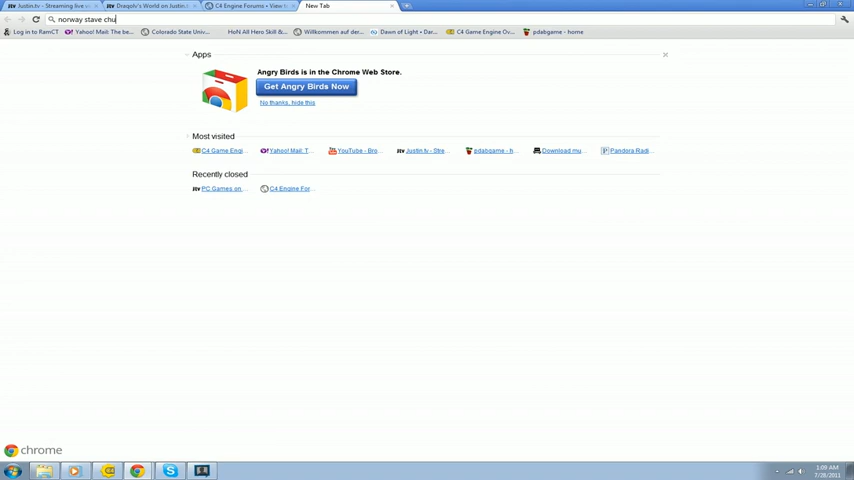 Justin.tv - Streaming live vi
Draqofv's World on Justin.t
C4 Engine Forums • View t
New Tab
norway stave chu
Log in to RamCT
Yahoo! Mail: The be...
Colorado State Univ...
HoN All Hero Skill &...
Willkommen auf der...
Dawn of Light / Dar...
C4 Game Engine Ov...
pdabgame - home
Apps
Angry Birds is in the Chrome Web Store.
Get Angry Birds Now
No thanks, hide this
Most visited
C4 Game Engi...
Yahoo! Mail: T...
YouTube - Bro...
Justin.tv - Stre...
pdabgame - h...
Download mu...
Pandora Radi...
Recently closed
PC Games on ...
C4 Engine For...
chrome
1:09 AM
7/28/2011